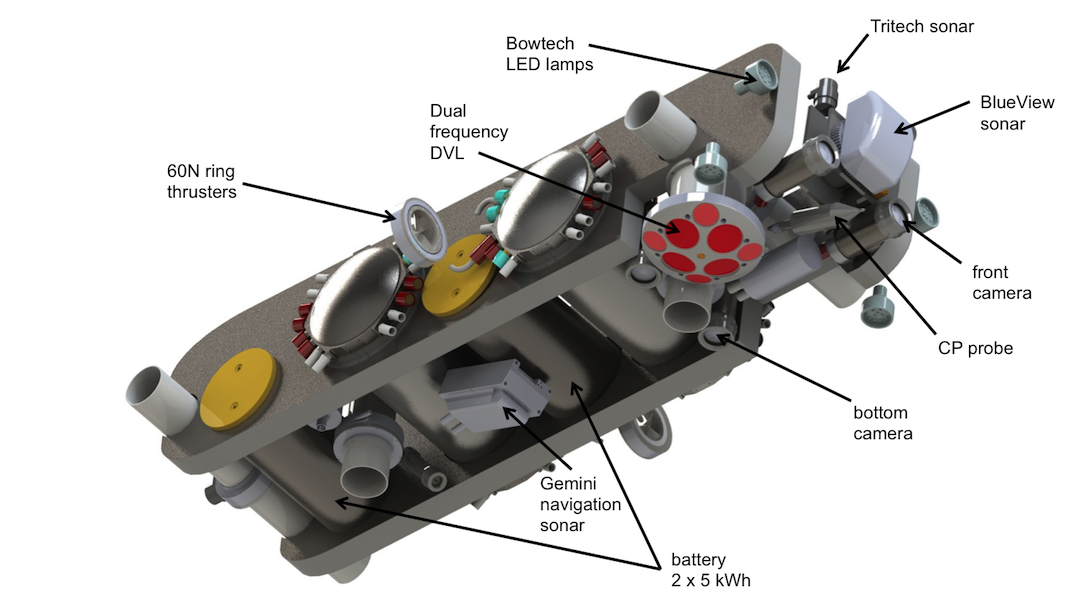 Tritech sonar
Bowtech
LED lamps
BlueView
sonar
Dual
frequency
DVL
60N ring
thrusters
front
camera
CP probe
bottom
camera
Gemini
navigation
sonar
battery
2 x 5 kWh